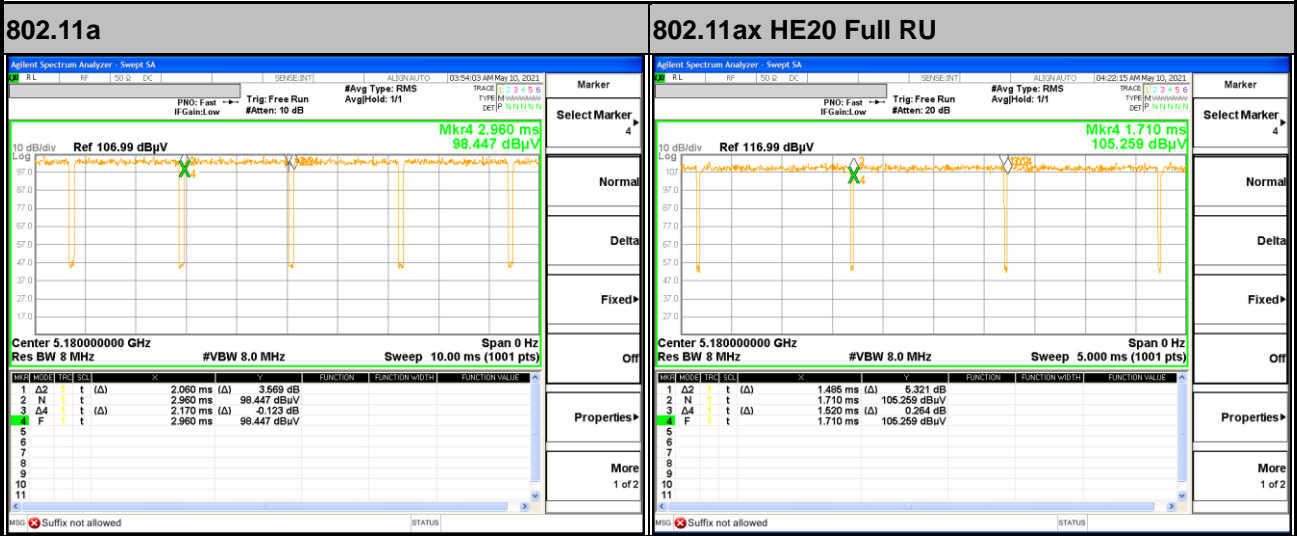 802.11a
Agilent Spectrum Analyzer - Swept SA
RL RF 50 Ω DC SENSE:INT ALIGNAUTO 03:54:03 AM May 10, 2021
#Avg Type: RMS
Avg|Hold: 1/1
TRACE 1 2 3 4 5 6
TYPE M
DET P N N N N N
PNO: Fast
IFGain:Low
Trig: Free Run
#Atten: 10 dB
Mkr4 2.960 ms
98.447 dBµV
10 dB/div Ref 106.99 dBµV
Log
97.0
87.0
77.0
67.0
57.0
47.0
37.0
27.0
17.0
Center 5.180000000 GHz Span 0 Hz
Res BW 8 MHz #VBW 8.0 MHz Sweep 10.00 ms (1001 pts)
MKR MODE TRC SCL X Y FUNCTION FUNCTION WIDTH FUNCTION VALUE
1 Δ2 1 t (Δ) 2.060 ms (Δ) 3.569 dB
2 N 1 t 2.960 ms 98.447 dBµV
3 Δ4 1 t (Δ) 2.170 ms (Δ) -0.123 dB
4 F 1 t 2.960 ms 98.447 dBµV
5
6
7
8
9
10
11
MSG Suffix not allowed STATUS
Marker
Select Marker
4
Normal
Delta
Fixed
Off
Properties
More
1 of 2
802.11ax HE20 Full RU
Agilent Spectrum Analyzer - Swept SA
RL RF 50 Ω DC SENSE:INT ALIGNAUTO 04:22:15 AM May 10, 2021
#Avg Type: RMS
Avg|Hold: 1/1
TRACE 1 2 3 4 5 6
TYPE M
DET P N N N N N
PNO: Fast
IFGain:Low
Trig: Free Run
#Atten: 20 dB
Mkr4 1.710 ms
105.259 dBµV
10 dB/div Ref 116.99 dBµV
Log
107
97.0
87.0
77.0
67.0
57.0
47.0
37.0
27.0
Center 5.180000000 GHz Span 0 Hz
Res BW 8 MHz #VBW 8.0 MHz Sweep 5.000 ms (1001 pts)
MKR MODE TRC SCL X Y FUNCTION FUNCTION WIDTH FUNCTION VALUE
1 Δ2 1 t (Δ) 1.485 ms (Δ) 5.321 dB
2 N 1 t 1.710 ms 105.259 dBµV
3 Δ4 1 t (Δ) 1.520 ms (Δ) 0.264 dB
4 F 1 t 1.710 ms 105.259 dBµV
5
6
7
8
9
10
11
MSG Suffix not allowed STATUS
Marker
Select Marker
4
Normal
Delta
Fixed
Off
Properties
More
1 of 2